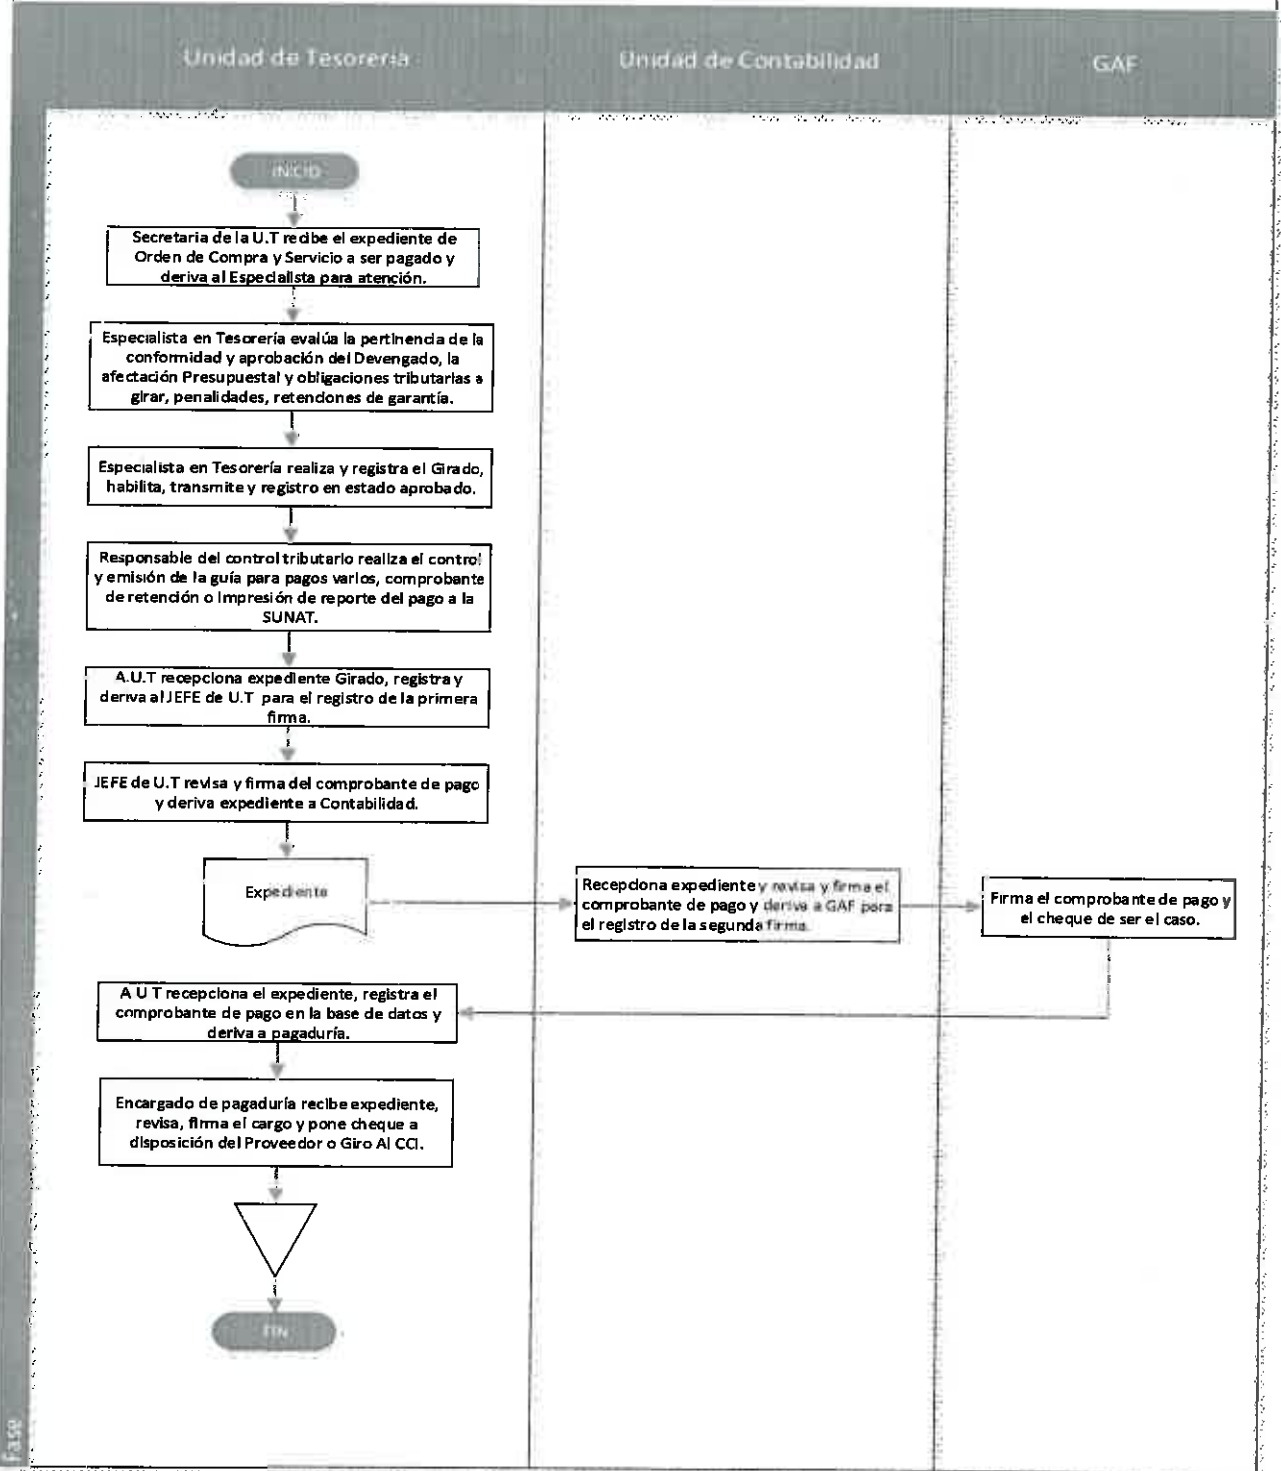 Unidad de Tesorería
Unidad de Contabilidad
GAF
INICIO
Secretaria de la U.T recibe el expediente de
Orden de Compra y Servicio a ser pagado y
deriva al Especialista para atención.
Especialista en Tesorería evalúa la pertinencia de la
conformidad y aprobación del Devengado, la
afectación Presupuestal y obligaciones tributarias a
girar, penalidades, retenciones de garantía.
Especialista en Tesorería realiza y registra el Girado,
habilita, transmite y registro en estado aprobado.
Responsable del control tributario realiza el control
y emisión de la guía para pagos varios, comprobante
de retención o Impresión de reporte del pago a la
SUNAT.
A.U.T recepciona expediente Girado, registra y
deriva al JEFE de U.T para el registro de la primera
firma.
JEFE de U.T revisa y firma del comprobante de pago
y deriva expediente a Contabilidad.
Expediente
Recepciona expediente y revisa y firma el
comprobante de pago y deriva a GAF para
el registro de la segunda firma.
Firma el comprobante de pago y
el cheque de ser el caso.
A U T recepciona el expediente, registra el
comprobante de pago en la base de datos y
deriva a pagaduría.
Encargado de pagaduría recibe expediente,
revisa, firma el cargo y pone cheque a
disposición del Proveedor o Giro Al CCI.
FIN
Fase